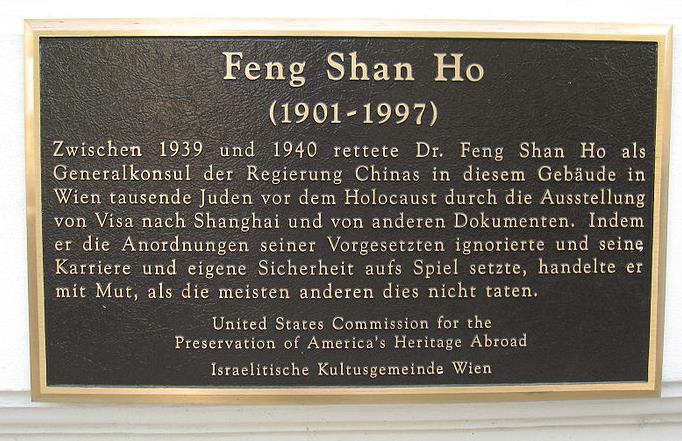 Feng Shan Ho
(1901-1997)
Zwischen 1939 und 1940 rettete Dr. Feng Shan Ho als
Generalkonsul der Regierung Chinas in diesem Gebäude in
Wien tausende Juden vor dem Holocaust durch die Ausstellung
von Visa nach Shanghai und von anderen Dokumenten. Indem
er die Anordnungen seiner Vorgesetzten ignorierte und seine
Karriere und eigene Sicherheit aufs Spiel setzte, handelte er
mit Mut, als die meisten anderen dies nicht taten.
United States Commission for the
Preservation of America's Heritage Abroad
Israelitische Kultusgemeinde Wien